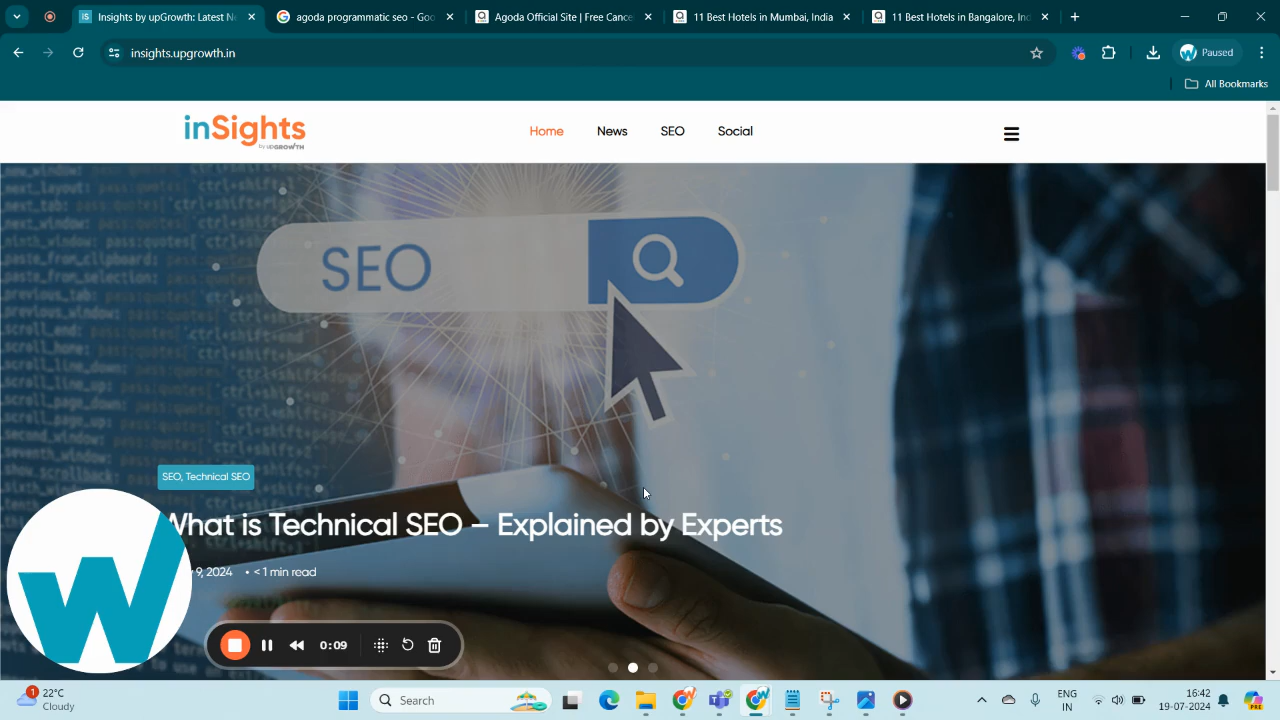 Insights by upGrowth: Latest Ne
agoda programmatic seo - Goo
Agoda Official Site | Free Cance
11 Best Hotels in Mumbai, India
11 Best Hotels in Bangalore, Ind
insights.upgrowth.in
Paused
All Bookmarks
inSights
by upGROWTH
Home
News
SEO
Social
SEO
SEO, Technical SEO
What is Technical SEO – Explained by Experts
9, 2024 • < 1 min read
W
0:09
1
22°C
Cloudy
Search
ENG
IN
16:42
19-07-2024
PRE